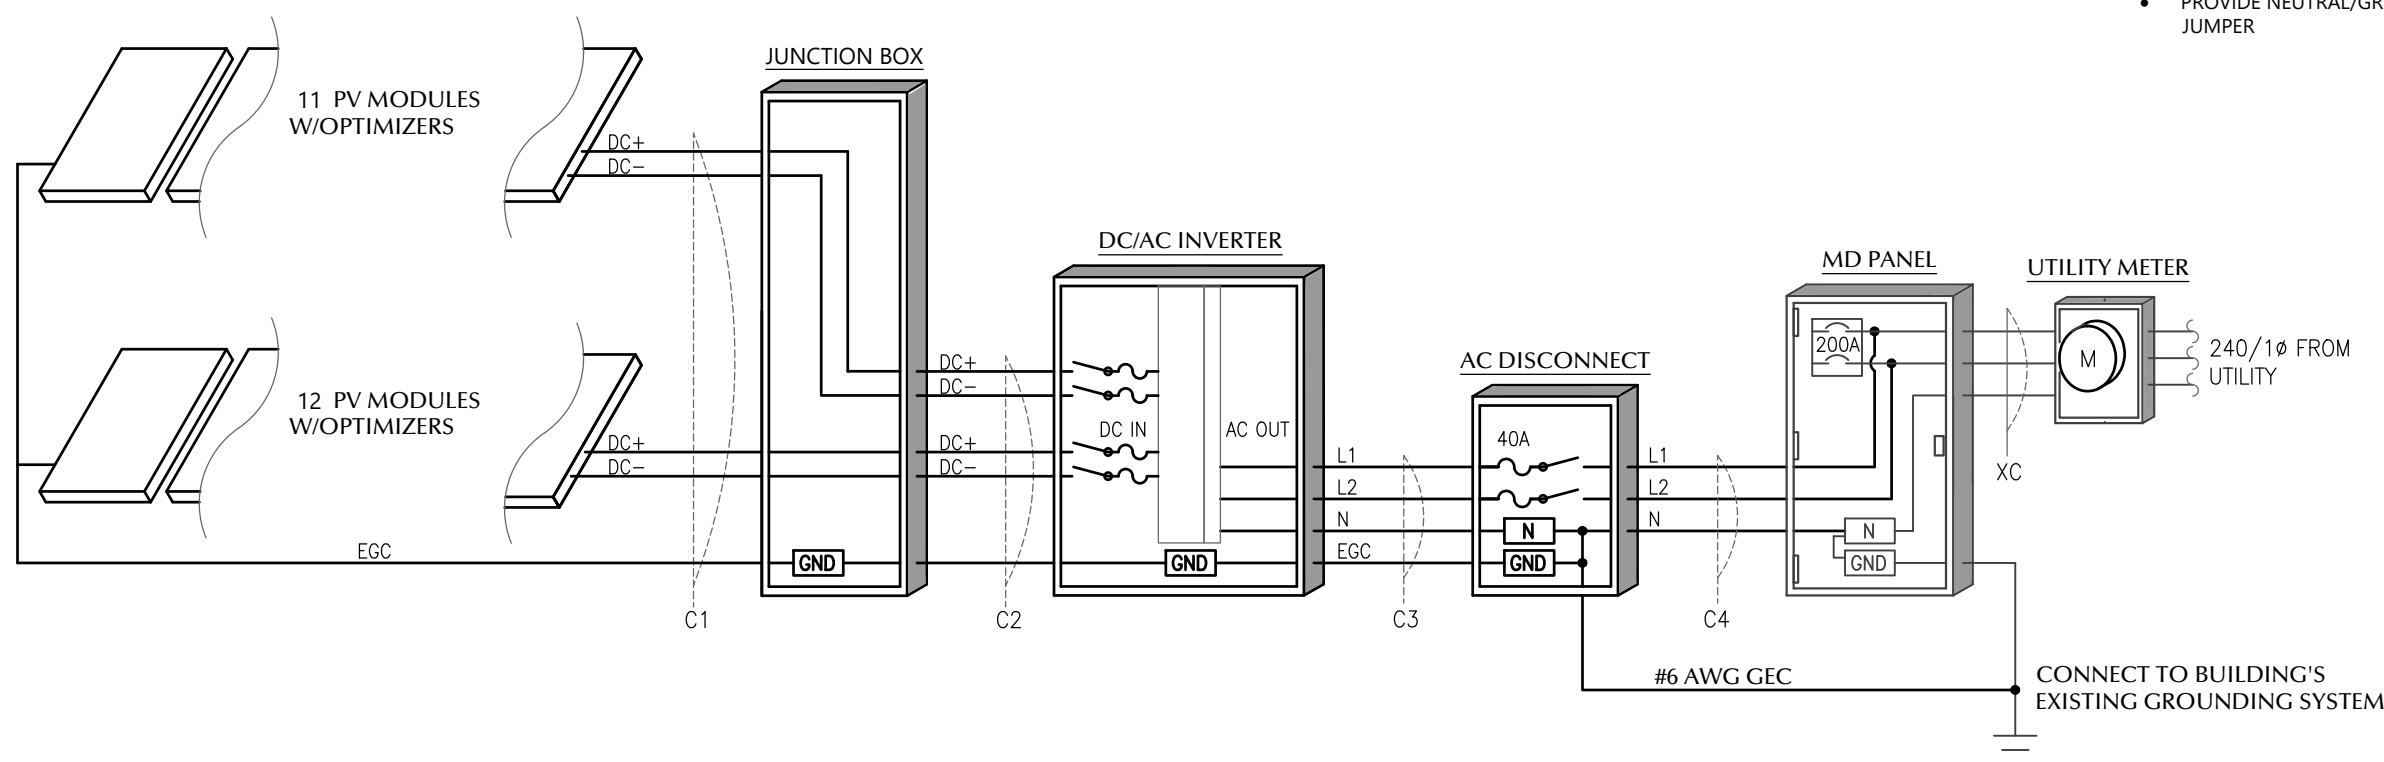 PROVIDE NEUTRAL/GR
JUMPER
JUNCTION BOX
11 PV MODULES
W/OPTIMIZERS
DC+
DC-
12 PV MODULES
W/OPTIMIZERS
DC+
DC-
EGC
GND
C1
DC+
DC-
DC+
DC-
C2
DC/AC INVERTER
DC IN
AC OUT
GND
L1
L2
N
EGC
C3
AC DISCONNECT
40A
N
GND
L1
L2
N
C4
MD PANEL
200A
N
GND
XC
UTILITY METER
M
240/1ø FROM
UTILITY
#6 AWG GEC
CONNECT TO BUILDING'S
EXISTING GROUNDING SYSTEM